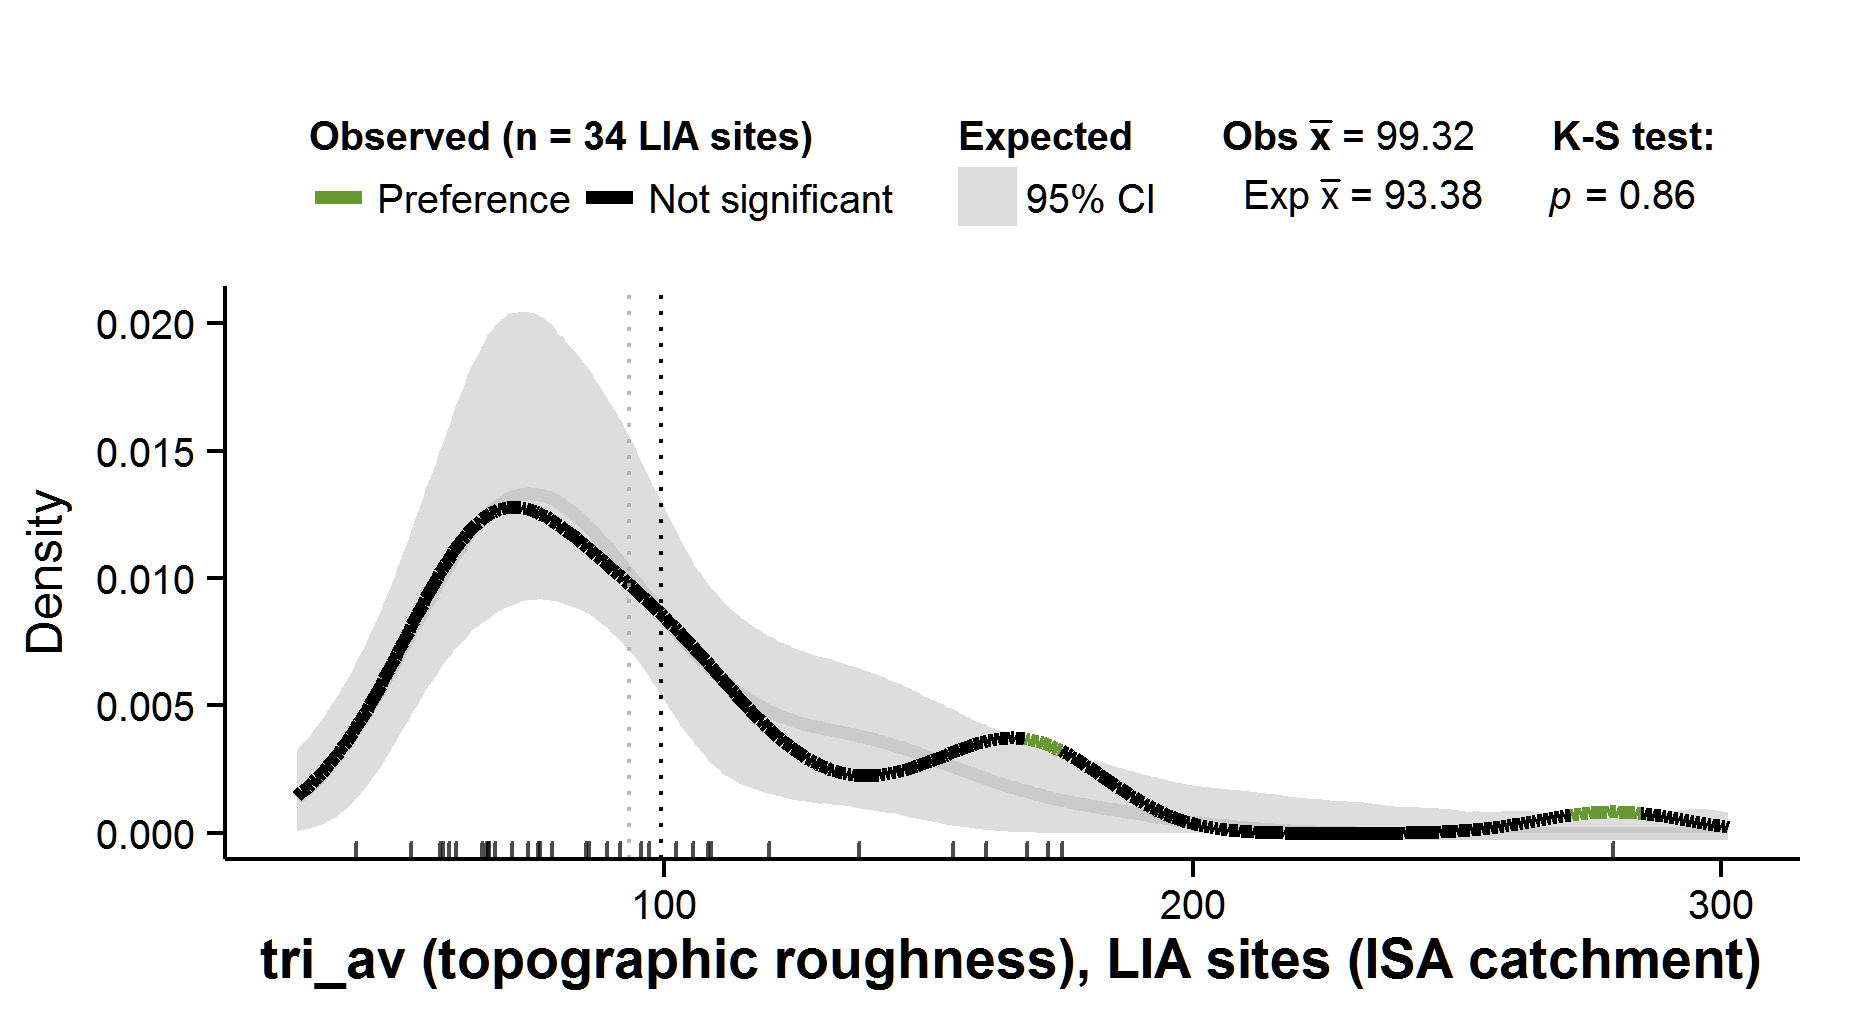 Observed (n = 34 LIA sites) Expected Obs x̅ = 99.32 K-S test:
Preference Not significant 95% CI Exp x̅ = 93.38 p = 0.86
Density
0.020
0.015
0.010
0.005
0.000
100 200 300
tri_av (topographic roughness), LIA sites (ISA catchment)